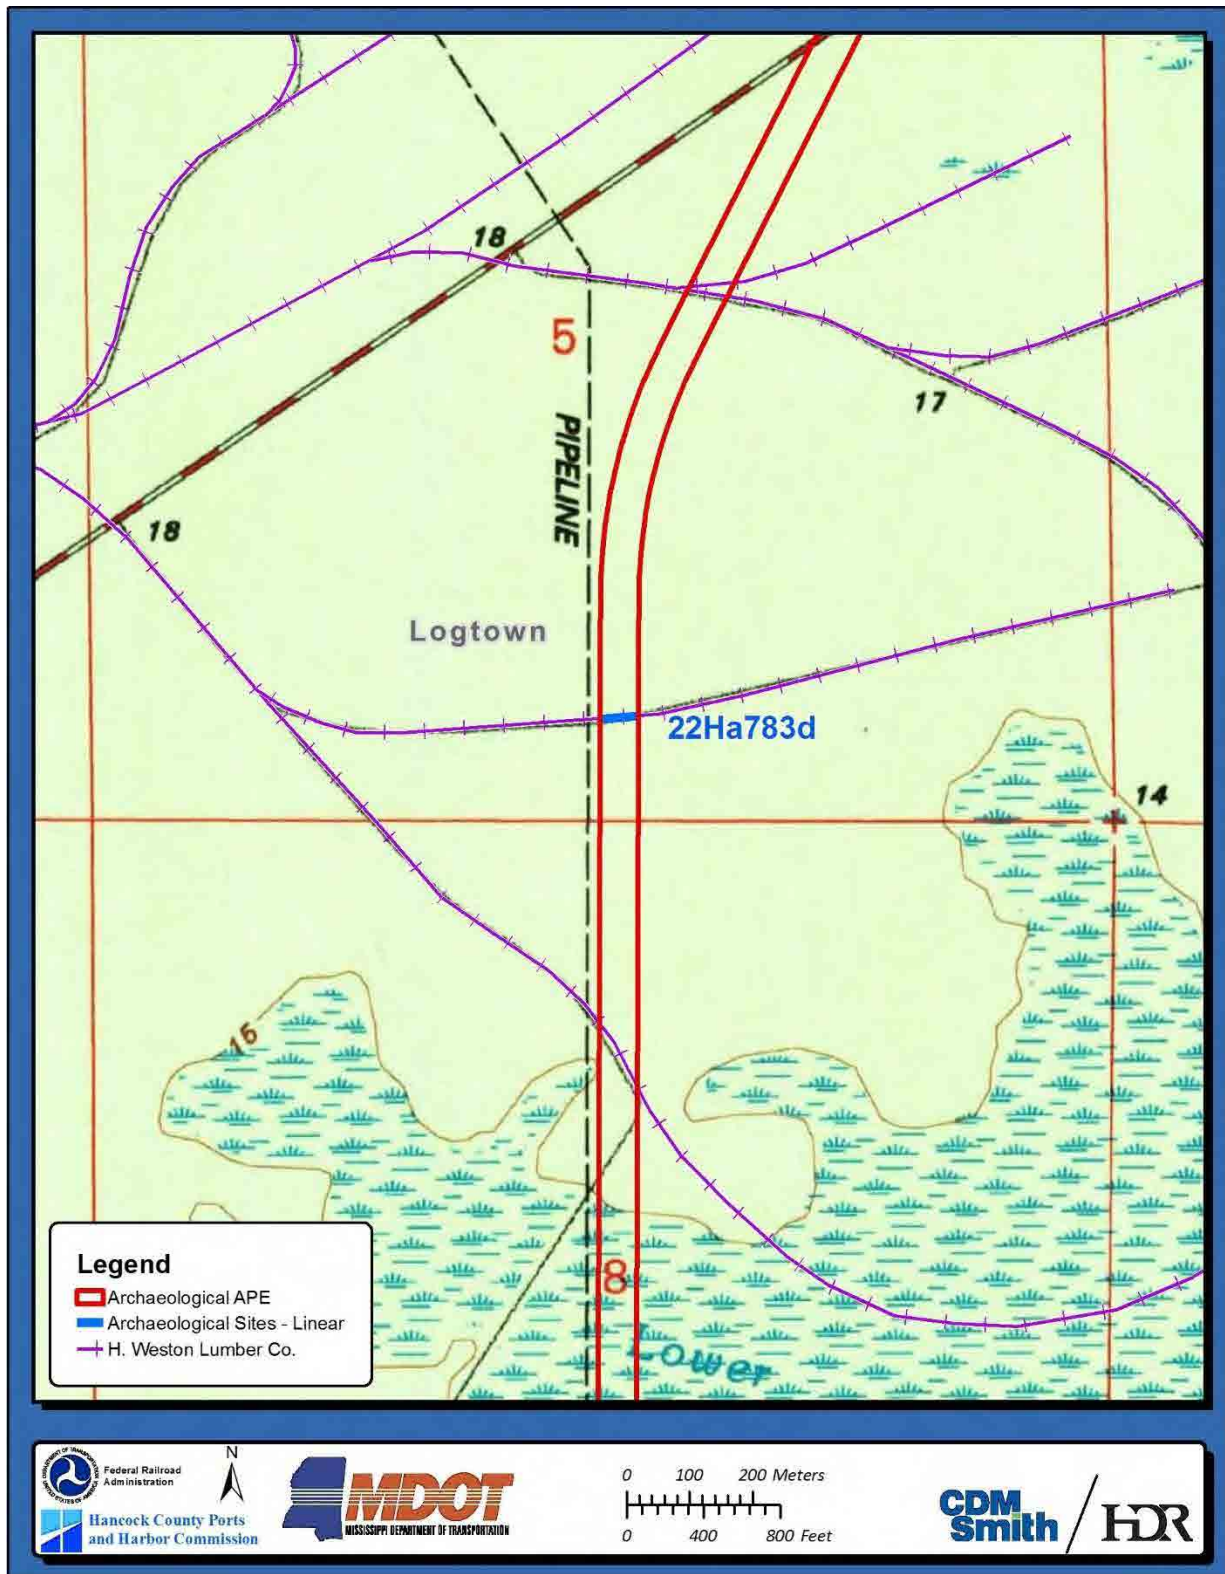 18
5
17
PIPELINE
18
Logtown
22Ha783d
14
15
8
Lower
Legend
Archaeological APE
Archaeological Sites - Linear
H. Weston Lumber Co.
Federal Railroad
Administration
N
Hancock County Ports
and Harbor Commission
MDOT
MISSISSIPPI DEPARTMENT OF TRANSPORTATION
0 100 200 Meters
0 400 800 Feet
CDM
Smith
HDR